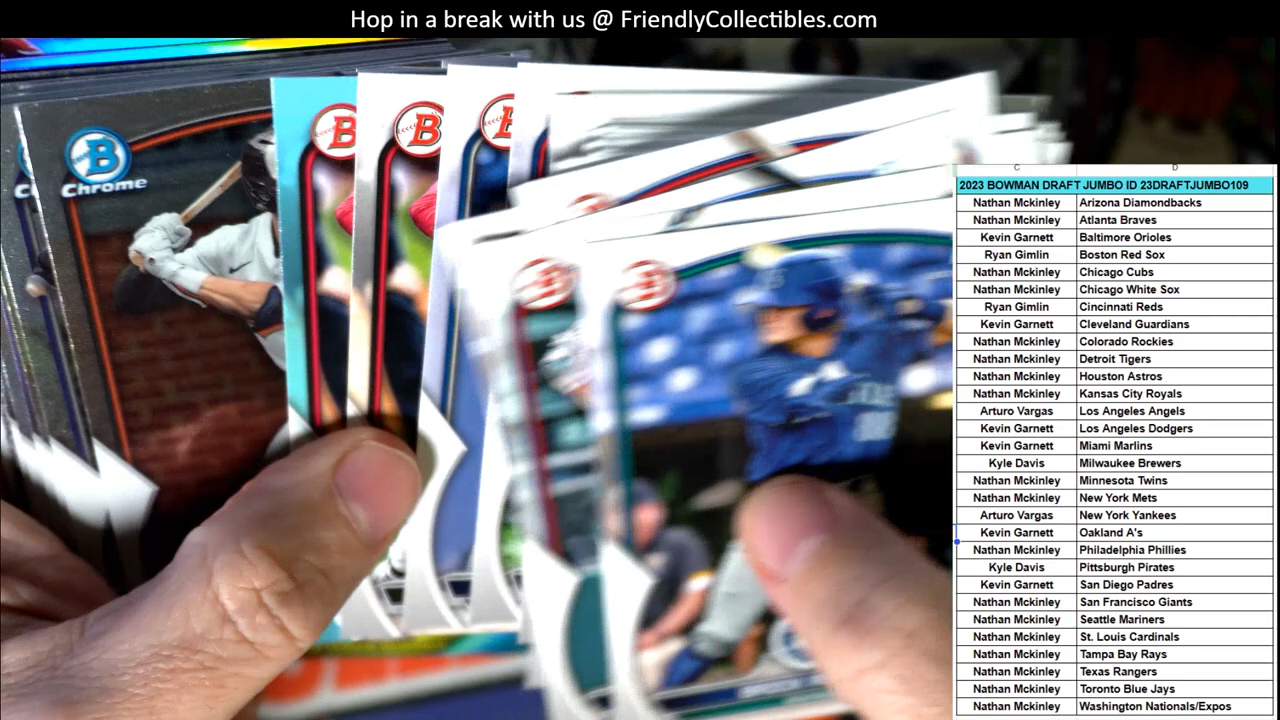 Hop in a break with us @ FriendlyCollectibles.com
B
Chrome
B
B
B
B
B
C D
2023 BOWMAN DRAFT JUMBO ID 23DRAFTJUMBO109
Nathan Mckinley Arizona Diamondbacks
Nathan Mckinley Atlanta Braves
Kevin Garnett Baltimore Orioles
Ryan Gimlin Boston Red Sox
Nathan Mckinley Chicago Cubs
Nathan Mckinley Chicago White Sox
Ryan Gimlin Cincinnati Reds
Kevin Garnett Cleveland Guardians
Nathan Mckinley Colorado Rockies
Nathan Mckinley Detroit Tigers
Nathan Mckinley Houston Astros
Nathan Mckinley Kansas City Royals
Arturo Vargas Los Angeles Angels
Kevin Garnett Los Angeles Dodgers
Kevin Garnett Miami Marlins
Kyle Davis Milwaukee Brewers
Nathan Mckinley Minnesota Twins
Nathan Mckinley New York Mets
Arturo Vargas New York Yankees
Kevin Garnett Oakland A's
Nathan Mckinley Philadelphia Phillies
Kyle Davis Pittsburgh Pirates
Kevin Garnett San Diego Padres
Nathan Mckinley San Francisco Giants
Nathan Mckinley Seattle Mariners
Nathan Mckinley St. Louis Cardinals
Nathan Mckinley Tampa Bay Rays
Nathan Mckinley Texas Rangers
Nathan Mckinley Toronto Blue Jays
Nathan Mckinley Washington Nationals/Expos